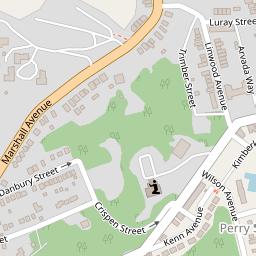 Luray Street
Arvada Way
Linwood Avenue
Trimber Street
Marshall Avenue
Kimberl
Danbury Street
Wilson Avenue
Crispen Street
Kenn Avenue
Perry S